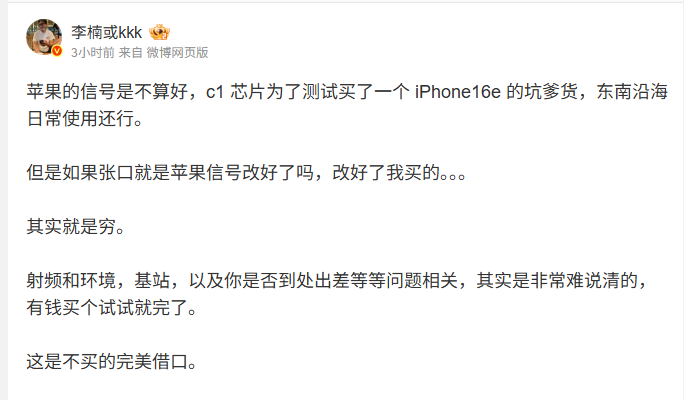 李楠或kkk
3小时前 来自 微博网页版
苹果的信号是不算好，c1 芯片为了测试买了一个 iPhone16e 的坑爹货，东南沿海
日常使用还行。
但是如果张口就是苹果信号改好了吗，改好了我买的。。。
其实就是穷。
射频和环境，基站，以及你是否到处出差等等问题相关，其实是非常难说清的，
有钱买个试试就完了。
这是不买的完美借口。